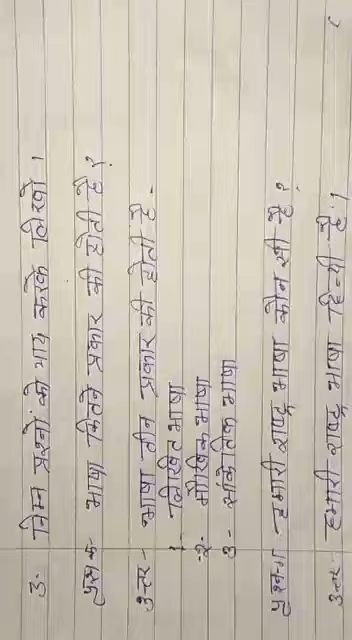 3- निम्न प्रश्नों को याद करके लिखो ।
प्रश्न क- भाषा कितने प्रकार की होती है ?
उत्तर- भाषा तीन प्रकार की होती है -
1 लिखित भाषा
2- मौखिक भाषा
3- सांकेतिक भाषा
प्रश्न- हमारी राष्ट्र भाषा कौन सी है ?
उत्तर- हमारी राष्ट्र भाषा हिन्दी है ।